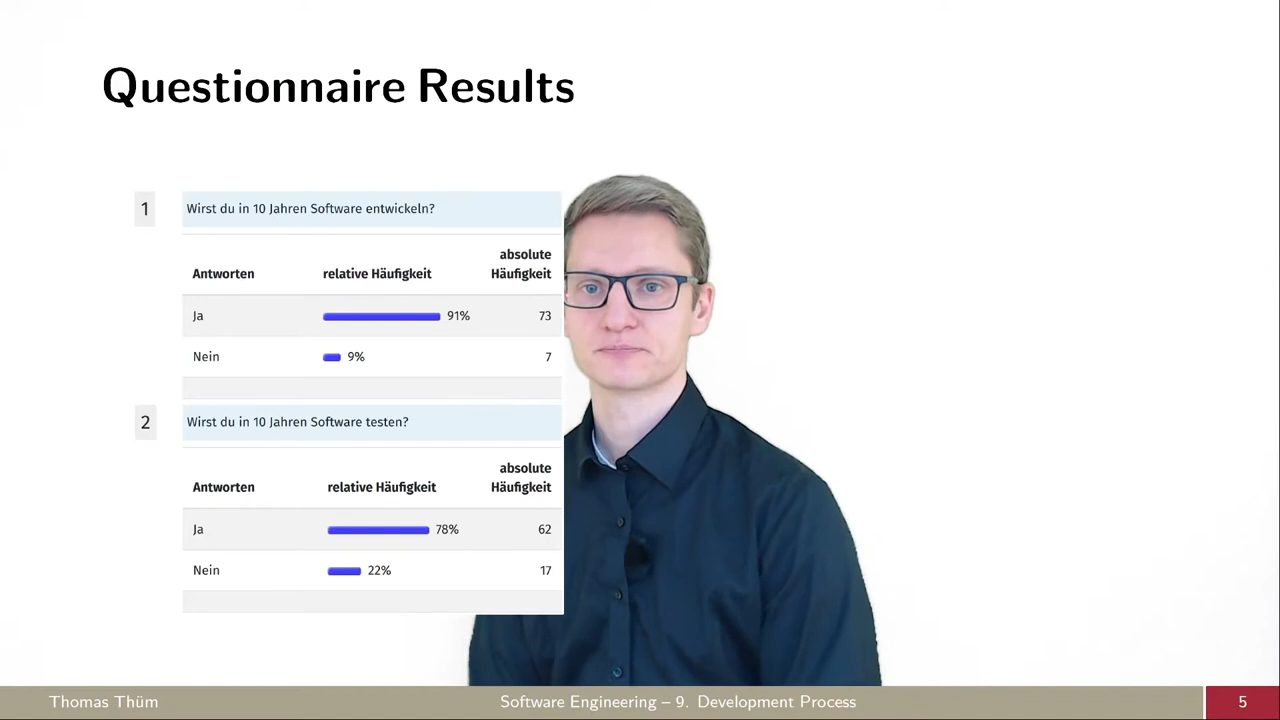 Questionnaire Results
1
Wirst du in 10 Jahren Software entwickeln?
absolute
Antworten relative Häufigkeit Häufigkeit
Ja 91% 73
Nein 9% 7
2
Wirst du in 10 Jahren Software testen?
absolute
Antworten relative Häufigkeit Häufigkeit
Ja 78% 62
Nein 22% 17
Thomas Thüm Software Engineering – 9. Development Process 5